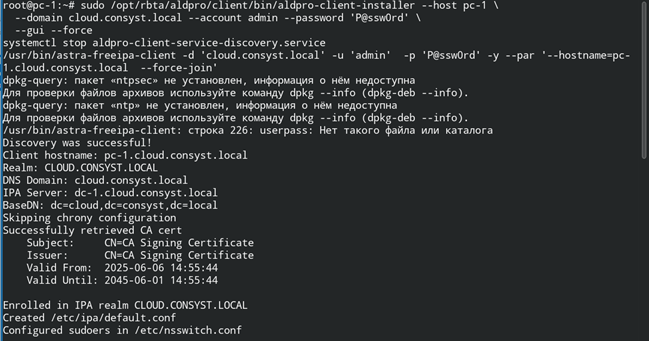 root@pc-1:~# sudo /opt/rbta/aldpro/client/bin/aldpro-client-installer --host pc-1 \
--domain cloud.consyst.local --account admin --password 'P@ssw0rd' \
--gui --force
systemctl stop aldpro-client-service-discovery.service
/usr/bin/astra-freeipa-client -d 'cloud.consyst.local' -u 'admin'  -p 'P@ssw0rd' -y --par '--hostname=pc-
1.cloud.consyst.local  --force-join'
dpkg-query: пакет «ntpsec» не установлен, информация о нём недоступна
Для проверки файлов архивов используйте команду dpkg --info (dpkg-deb --info).
dpkg-query: пакет «ntp» не установлен, информация о нём недоступна
Для проверки файлов архивов используйте команду dpkg --info (dpkg-deb --info).
/usr/bin/astra-freeipa-client: строка 226: userpass: Нет такого файла или каталога
Discovery was successful!
Client hostname: pc-1.cloud.consyst.local
Realm: CLOUD.CONSYST.LOCAL
DNS Domain: cloud.consyst.local
IPA Server: dc-1.cloud.consyst.local
BaseDN: dc=cloud,dc=consyst,dc=local
Skipping chrony configuration
Successfully retrieved CA cert
Subject:     CN=CA Signing Certificate
Issuer:      CN=CA Signing Certificate
Valid From:  2025-06-06 14:55:44
Valid Until: 2045-06-01 14:55:44
Enrolled in IPA realm CLOUD.CONSYST.LOCAL
Created /etc/ipa/default.conf
Configured sudoers in /etc/nsswitch.conf